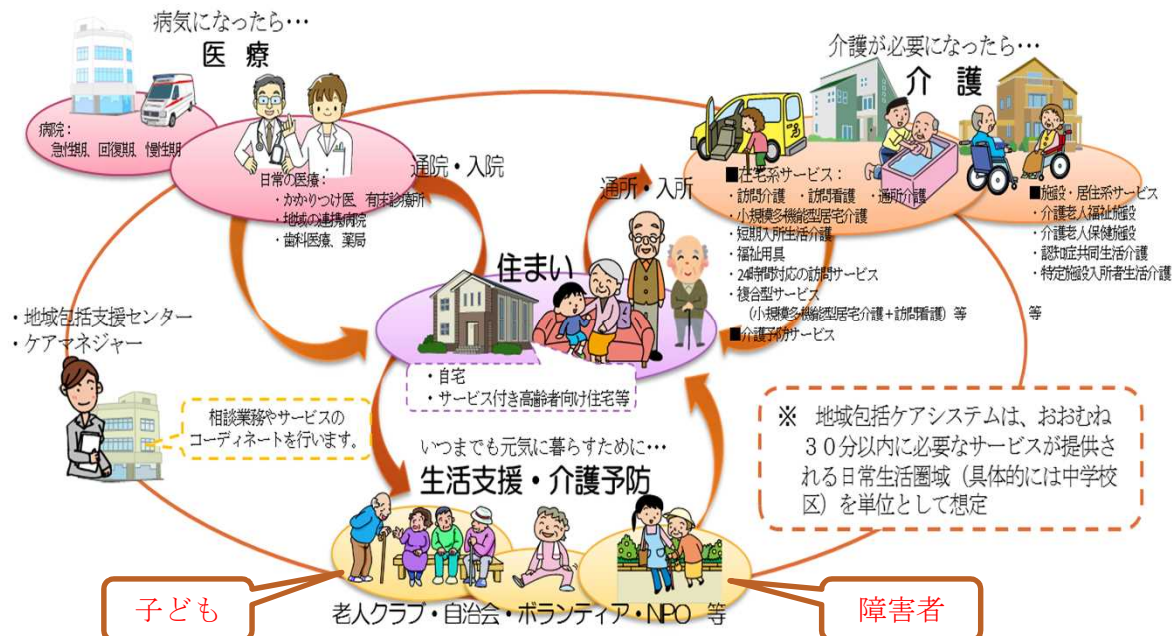 病気になったら･･･
医　療
病院：
急性期、回復期、慢性期
日常の医療：
・かかりつけ医、有床診療所
・地域の連携病院
・歯科医療、薬局
通院・入院
通所・入所
介護が必要になったら･･･
介　護
■在宅系サービス：
・訪問介護　・訪問看護　・通所介護
・小規模多機能型居宅介護
・短期入所生活介護
・福祉用具
・24時間対応の訪問サービス
・複合型サービス
（小規模多機能型居宅介護＋訪問看護）等
■介護予防サービス
■施設・居住系サービス
・介護老人福祉施設
・介護老人保健施設
・認知症共同生活介護
・特定施設入所者生活介護
等
住まい
・自宅
・サービス付き高齢者向け住宅等
・地域包括支援センター
・ケアマネジャー
相談業務やサービスの
コーディネートを行います。
いつまでも元気に暮らすために･･･
生活支援・介護予防
※　地域包括ケアシステムは、おおむね
３０分以内に必要なサービスが提供さ
れる日常生活圏域（具体的には中学校
区）を単位として想定
子ども
老人クラブ・自治会・ボランティア・NPO 等
障害者